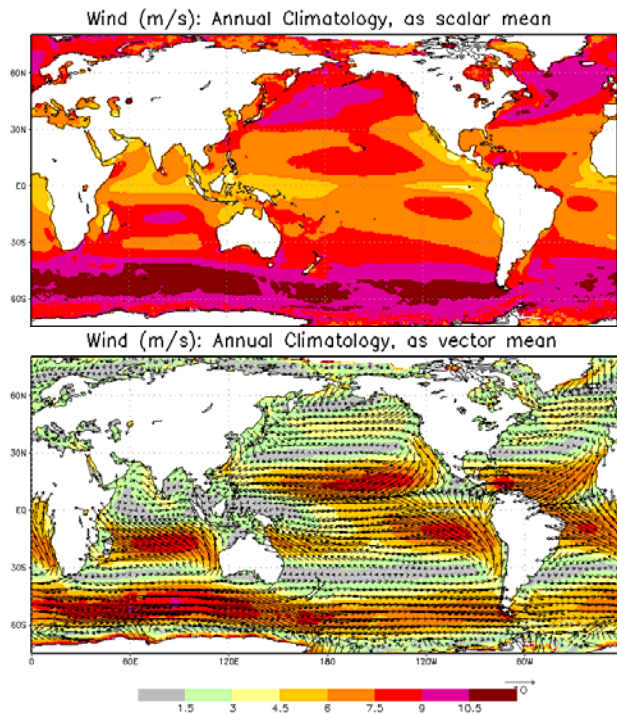 Wind (m/s): Annual Climatology, as scalar mean
60N
30N
EQ
30S
60S
Wind (m/s): Annual Climatology, as vector mean
60N
30N
EQ
30S
60S
0 60E 120E 180 120W 60W
10
1.5 3 4.5 6 7.5 9 10.5